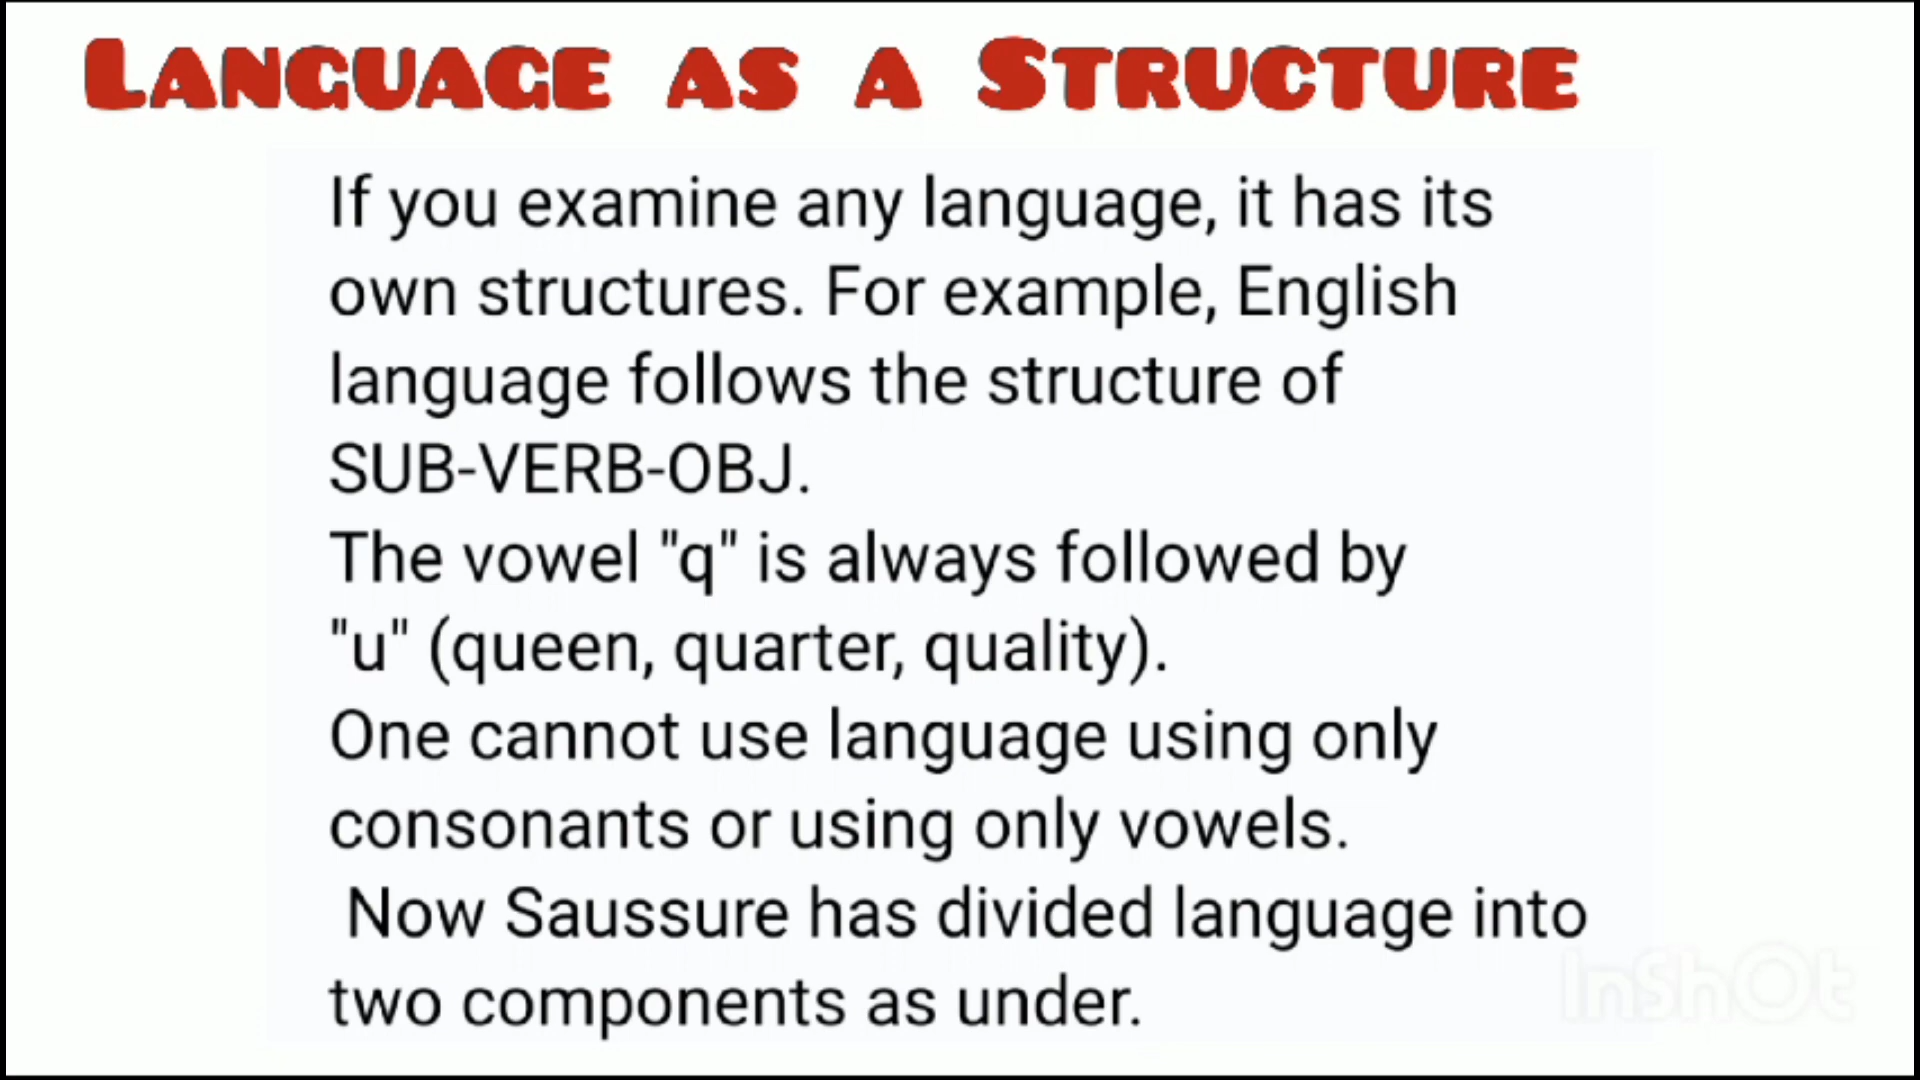 LANGUAGE AS A STRUCTURE
If you examine any language, it has its
own structures. For example, English
language follows the structure of
SUB-VERB-OBJ.
The vowel "q" is always followed by
"u" (queen, quarter, quality).
One cannot use language using only
consonants or using only vowels.
Now Saussure has divided language into
two components as under.
InShOt